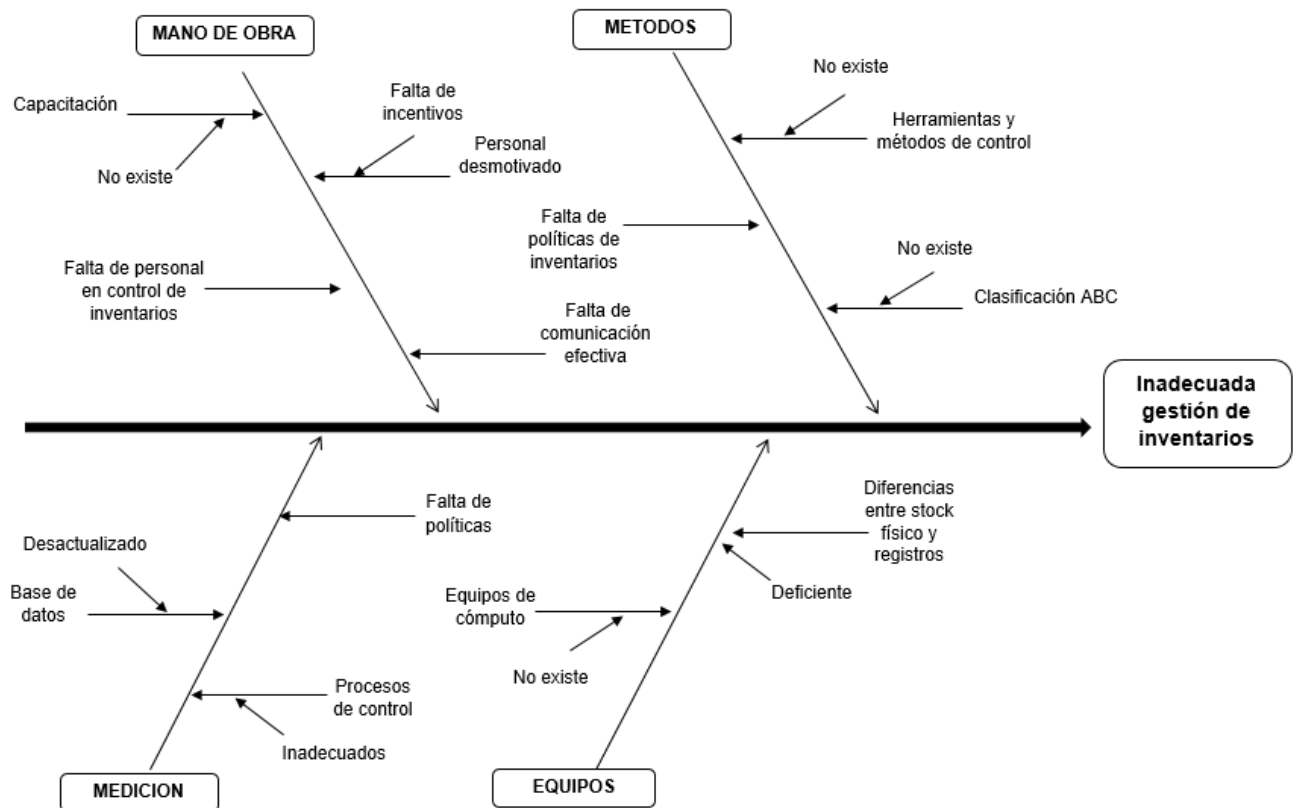 MANO DE OBRA
METODOS
Capacitación
No existe
Falta de
incentivos
Personal
desmotivado
Falta de personal
en control de
inventarios
Falta de
comunicación
efectiva
No existe
Herramientas y
métodos de control
Falta de
políticas de
inventarios
No existe
Clasificación ABC
Inadecuada
gestión de
inventarios
Falta de
políticas
Desactualizado
Base de
datos
Procesos
de control
Inadecuados
MEDICION
Diferencias
entre stock
físico y
registros
Deficiente
Equipos de
cómputo
No existe
EQUIPOS